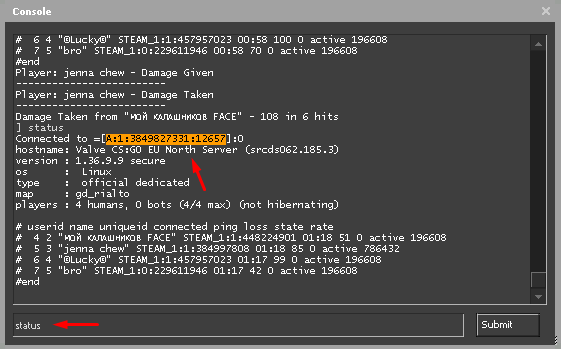 Console
# 6 4 "©Lucky©" STEAM_1:1:457957023 00:58 100 0 active 196608
# 7 5 "bro" STEAM_1:0:229611946 00:58 70 0 active 196608
#end
Player: jenna chew - Damage Given
-------------------------
Player: jenna chew - Damage Taken
-------------------------
Damage Taken from "мой калашников FACE" - 108 in 6 hits
] status
Connected to =[A:1:3849827331:12657]:0
hostname: Valve CS:GO EU North Server (srcds062.185.3)
version : 1.36.9.9 secure
os : Linux
type : official dedicated
map : gd_rialto
players : 4 humans, 0 bots (4/4 max) (not hibernating)
# userid name uniqueid connected ping loss state rate
# 4 2 "мой калашников FACE" STEAM_1:1:448224901 01:18 51 0 active 196608
# 5 3 "jenna chew" STEAM_1:1:384997808 01:18 85 0 active 786432
# 6 4 "©Lucky©" STEAM_1:1:457957023 01:17 99 0 active 196608
# 7 5 "bro" STEAM_1:0:229611946 01:17 42 0 active 196608
#end
status
Submit